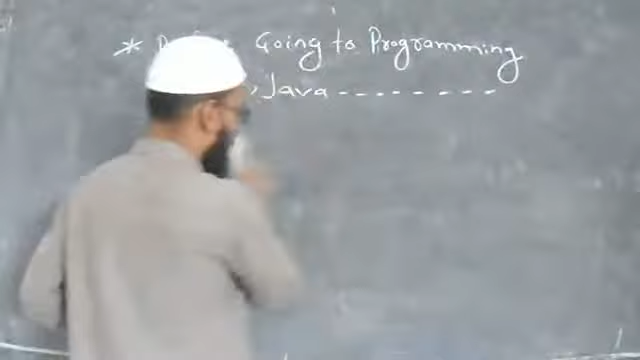 * Going to Programming
Java ---------